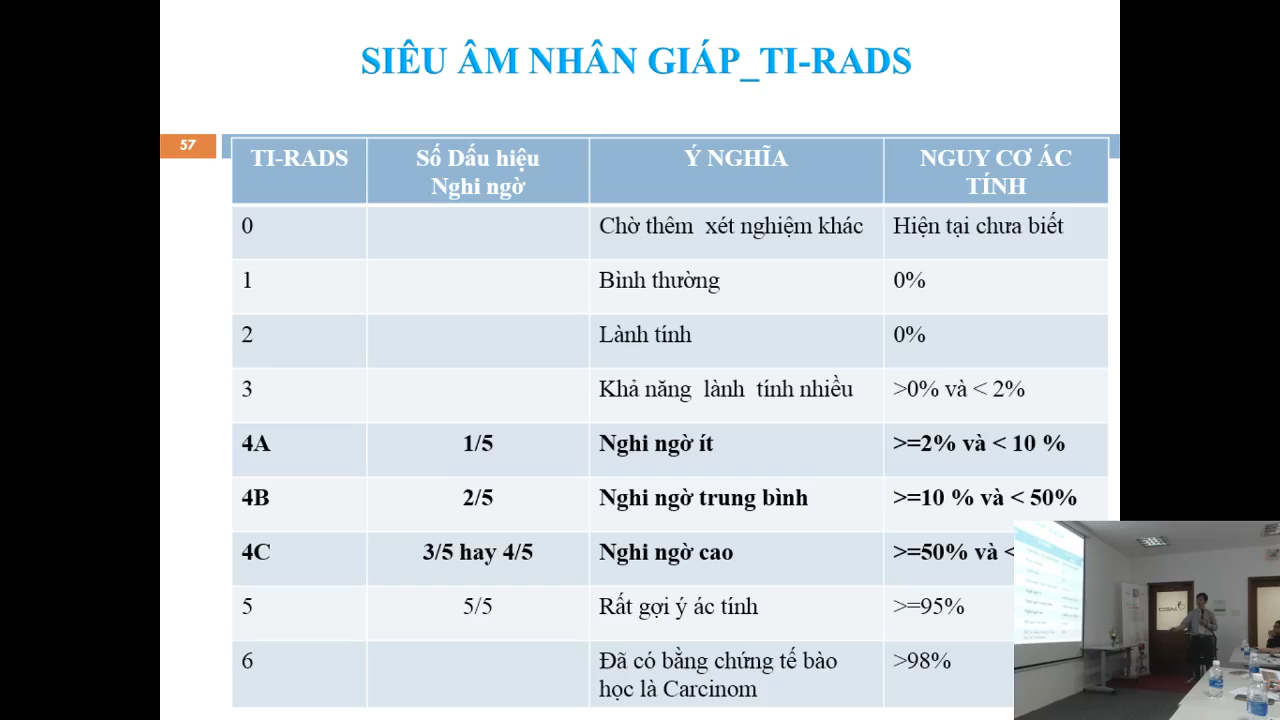 SIÊU ÂM NHÂN GIÁP_TI-RADS
57
TI-RADS
Số Dấu hiệu
Nghi ngờ
Ý NGHĨA
NGUY CƠ ÁC
TÍNH
0
Chờ thêm xét nghiệm khác
Hiện tại chưa biết
1
Bình thường
0%
2
Lành tính
0%
3
Khả năng lành tính nhiều
>0% và < 2%
4A
1/5
Nghi ngờ ít
>=2% và < 10 %
4B
2/5
Nghi ngờ trung bình
>=10 % và < 50%
4C
3/5 hay 4/5
Nghi ngờ cao
>=50% và <
5
5/5
Rất gợi ý ác tính
>=95%
6
Đã có bằng chứng tế bào
học là Carcinom
>98%